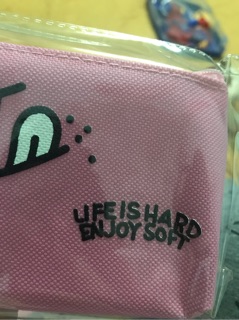 LIFE IS HARD
ENJOY SOFT